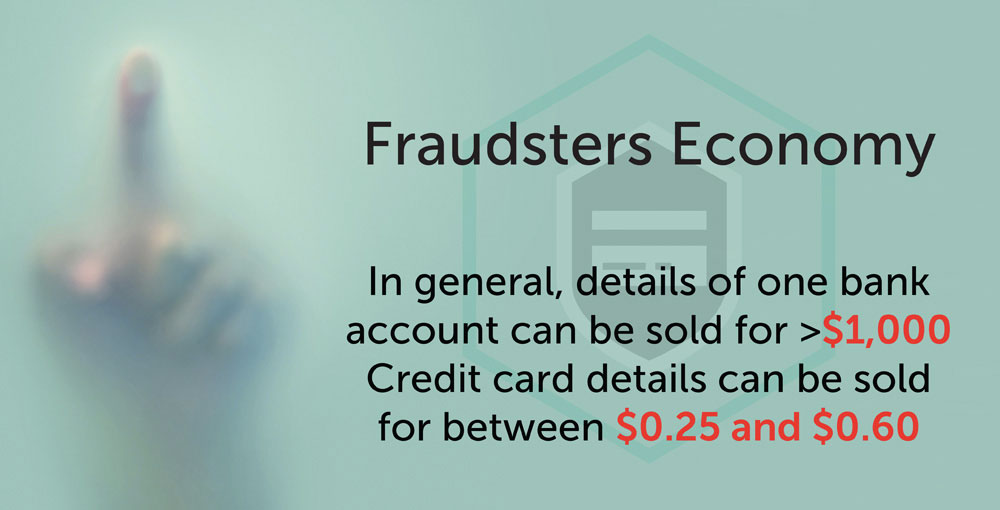 Fraudsters Economy
In general, details of one bank
account can be sold for >$1,000
Credit card details can be sold
for between $0.25 and $0.60